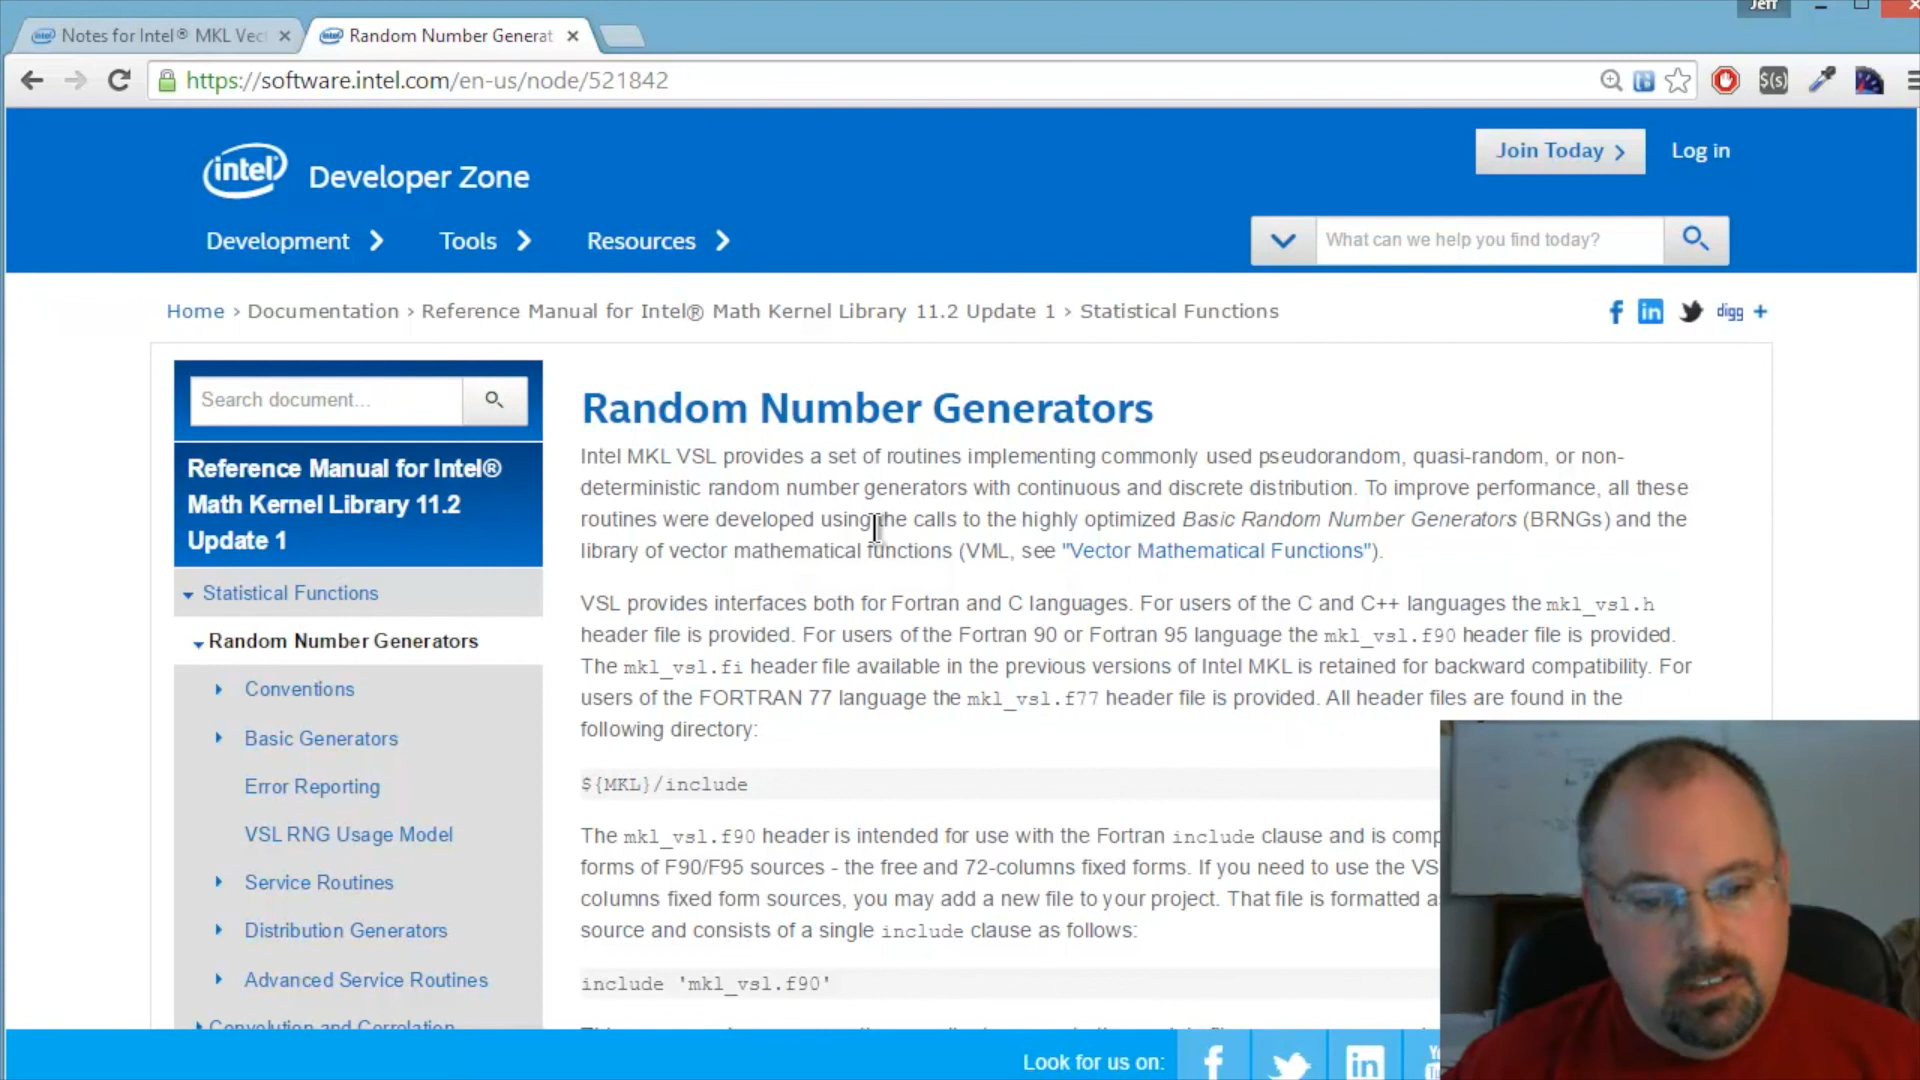 Jeff
Notes for Intel® MKL Vec
Random Number Generat
https://software.intel.com/en-us/node/521842
$(s)
intel Developer Zone
Join Today
Log in
Development
Tools
Resources
What can we help you find today?
Home › Documentation › Reference Manual for Intel® Math Kernel Library 11.2 Update 1 › Statistical Functions
digg +
Search document...
Reference Manual for Intel®
Math Kernel Library 11.2
Update 1
Statistical Functions
Random Number Generators
Conventions
Basic Generators
Error Reporting
VSL RNG Usage Model
Service Routines
Distribution Generators
Advanced Service Routines
Convolution and Correlation
Random Number Generators
Intel MKL VSL provides a set of routines implementing commonly used pseudorandom, quasi-random, or non-
deterministic random number generators with continuous and discrete distribution. To improve performance, all these
routines were developed using the calls to the highly optimized Basic Random Number Generators (BRNGs) and the
library of vector mathematical functions (VML, see "Vector Mathematical Functions").
VSL provides interfaces both for Fortran and C languages. For users of the C and C++ languages the mkl_vsl.h
header file is provided. For users of the Fortran 90 or Fortran 95 language the mkl_vsl.f90 header file is provided.
The mkl_vsl.fi header file available in the previous versions of Intel MKL is retained for backward compatibility. For
users of the FORTRAN 77 language the mkl_vsl.f77 header file is provided. All header files are found in the
following directory:
${MKL}/include
The mkl_vsl.f90 header is intended for use with the Fortran include clause and is comp
forms of F90/F95 sources - the free and 72-columns fixed forms. If you need to use the VS
columns fixed form sources, you may add a new file to your project. That file is formatted a
source and consists of a single include clause as follows:
include 'mkl_vsl.f90'
Look for us on: